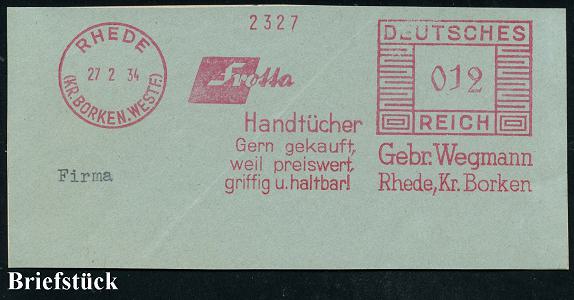 2327
RHEDE
27 2 34
(KR.BORKEN.WESTF.)
Frotta
Handtücher
Gern gekauft,
weil preiswert,
griffig u. haltbar!
DEUTSCHES
012
REICH
Gebr. Wegmann
Rhede, Kr. Borken
Firma
Briefstück